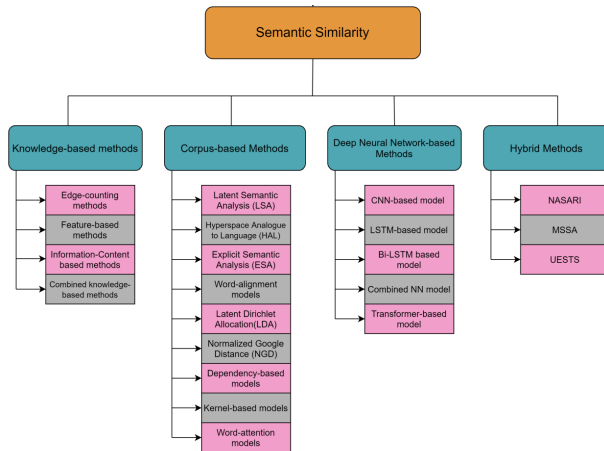 Semantic Similarity
Knowledge-based methods
Edge-counting
methods
Feature-based
methods
Information-Content
based methods
Combined knowledge-
based methods
Corpus-based Methods
Latent Semantic
Analysis (LSA)
Hyperspace Analogue
to Language (HAL)
Explicit Semantic
Analysis (ESA)
Word-alignment
models
Latent Dirichlet
Allocation(LDA)
Normalized Google
Distance (NGD)
Dependency-based
models
Kernel-based models
Word-attention
models
Deep Neural Network-based
Methods
CNN-based model
LSTM-based model
Bi-LSTM based
model
Combined NN model
Transformer-based
model
Hybrid Methods
NASARI
MSSA
UESTS